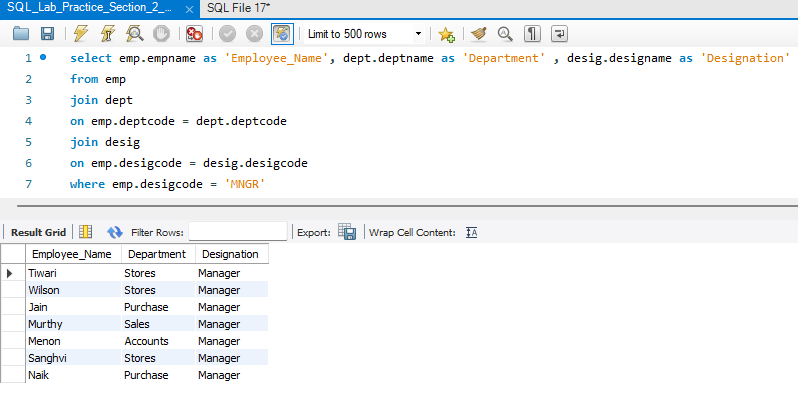 SQL_Lab_Practice_Section_2_... SQL File 17*
Limit to 500 rows
1 select emp.empname as 'Employee_Name', dept.deptname as 'Department' , desig.designame as 'Designation'
2 from emp
3 join dept
4 on emp.deptcode = dept.deptcode
5 join desig
6 on emp.desigcode = desig.desigcode
7 where emp.desigcode = 'MNGR'
Result Grid Filter Rows: Export: Wrap Cell Content:
Employee_Name Department Designation
Tiwari Stores Manager
Wilson Stores Manager
Jain Purchase Manager
Murthy Sales Manager
Menon Accounts Manager
Sanghvi Stores Manager
Naik Purchase Manager